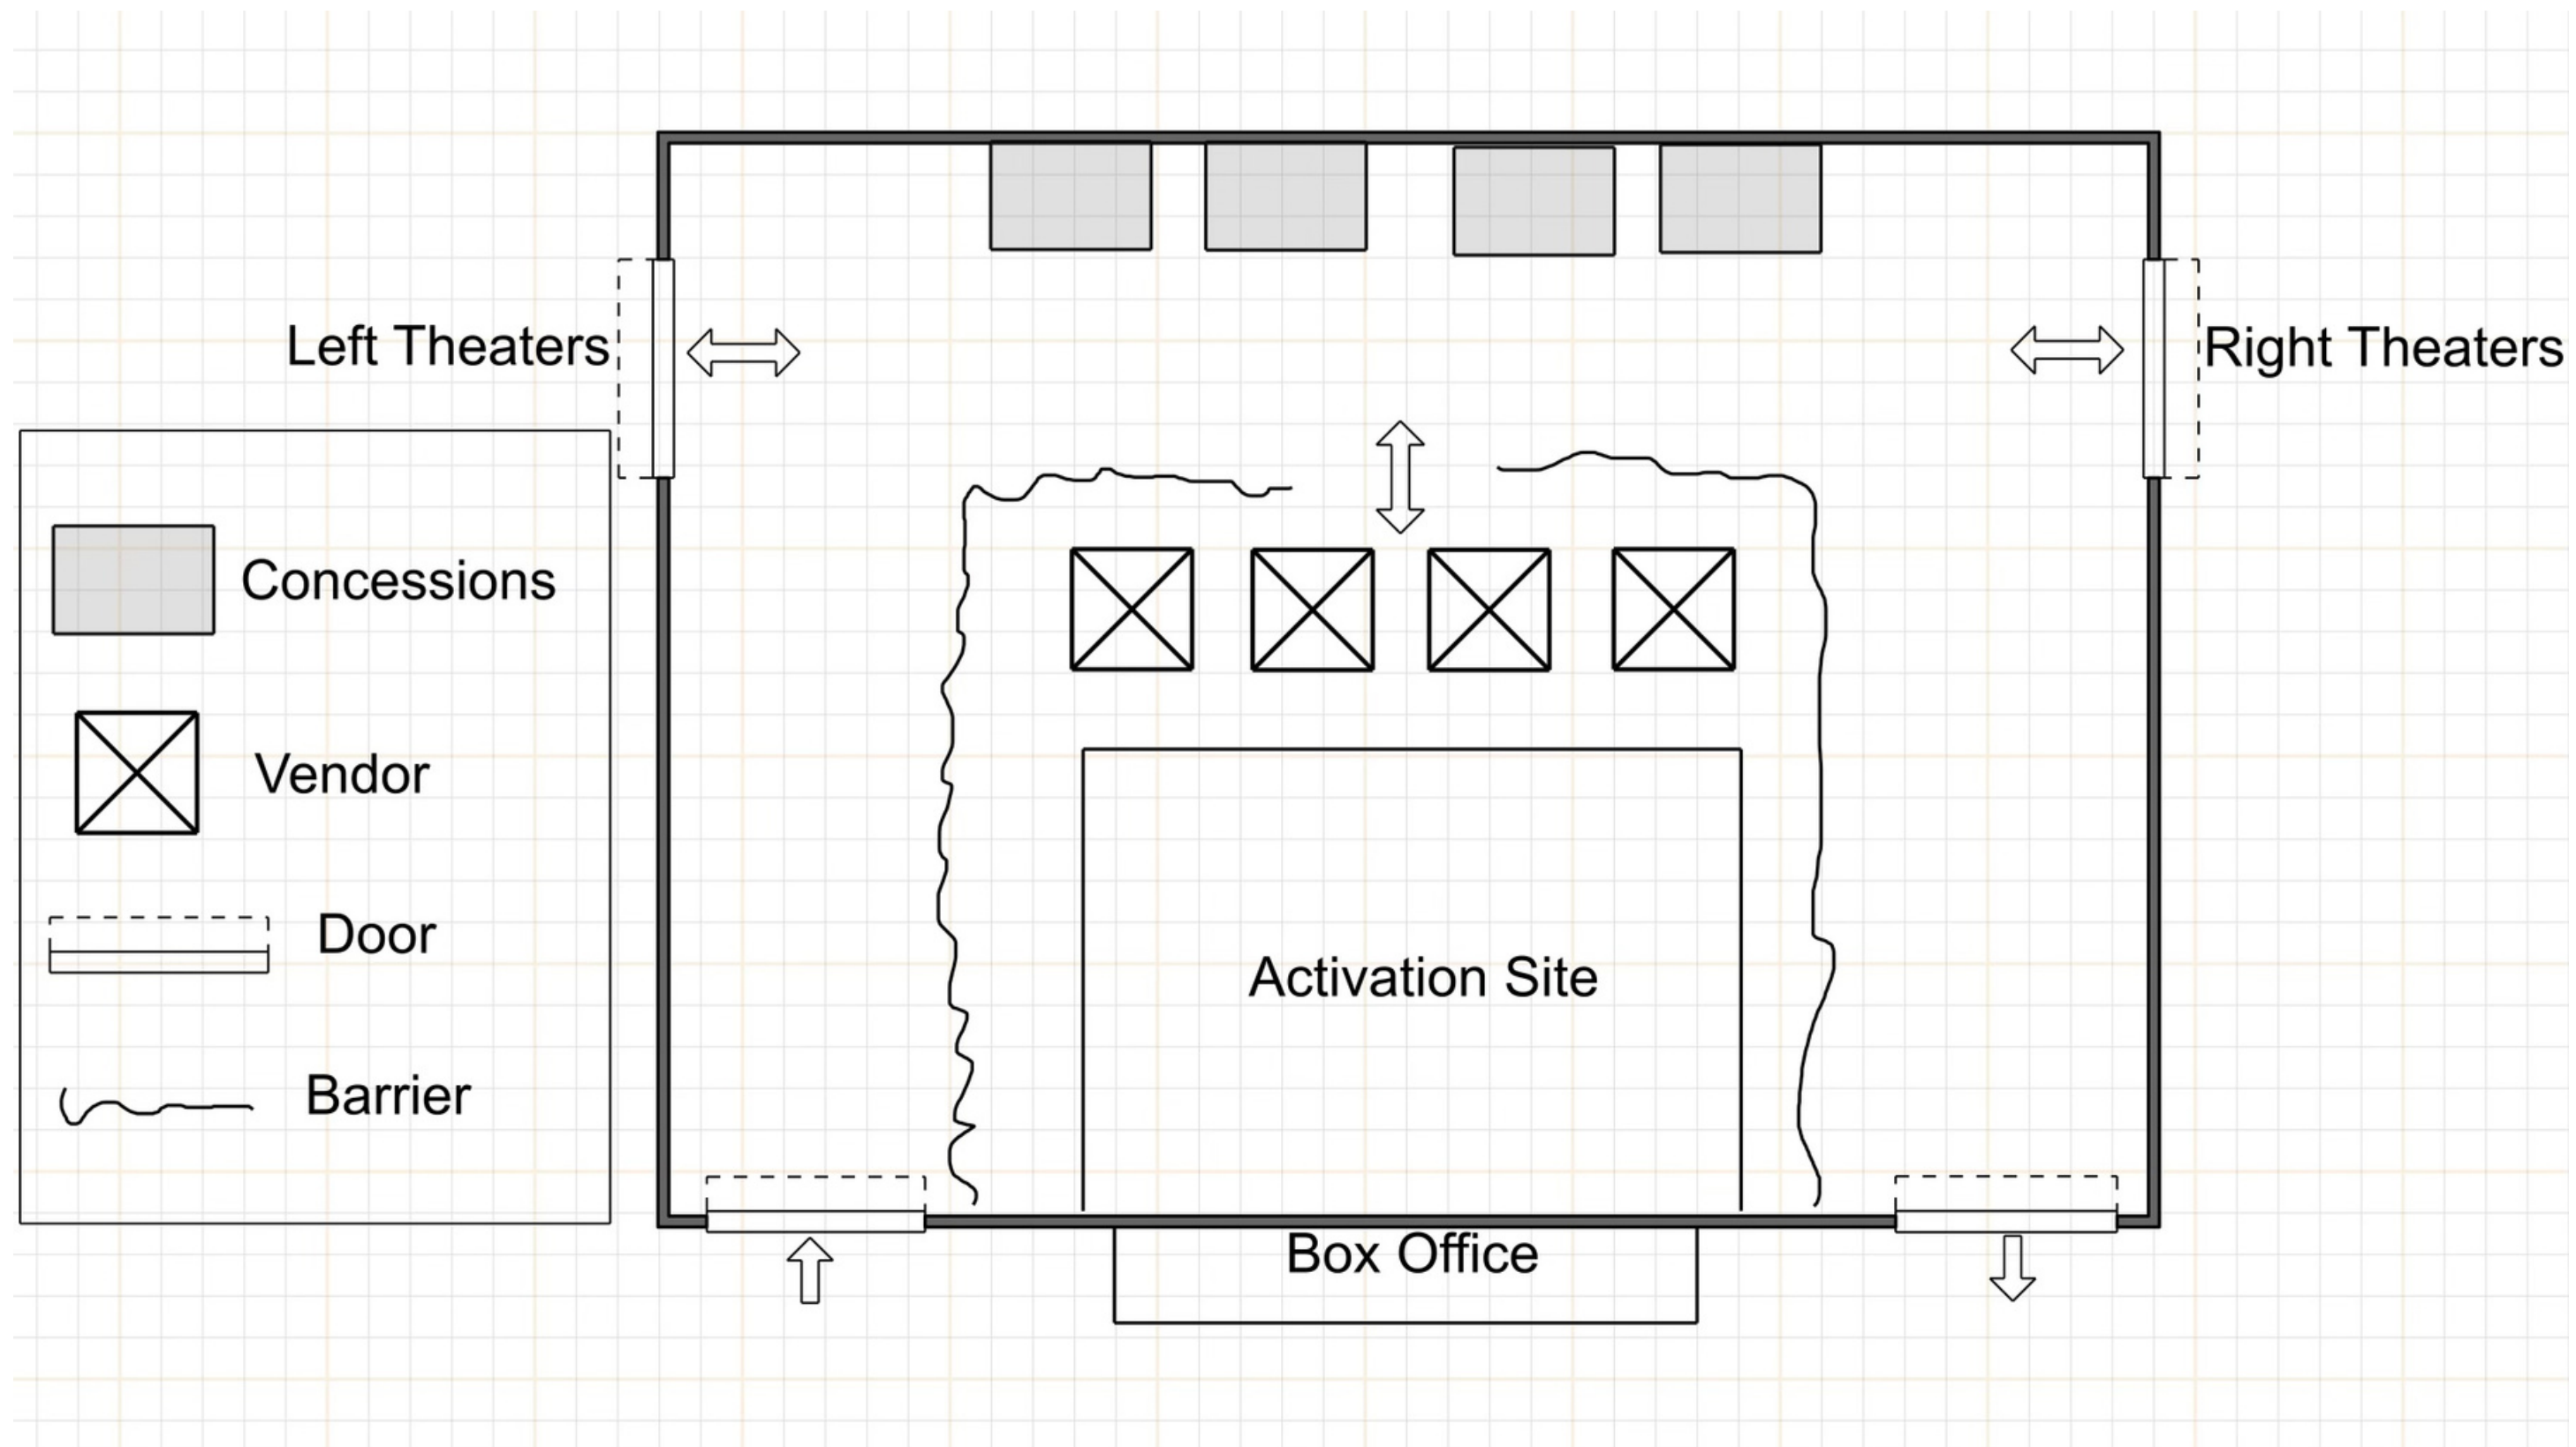 Left Theaters
Right Theaters
Concessions
Vendor
Door
Barrier
Activation Site
Box Office